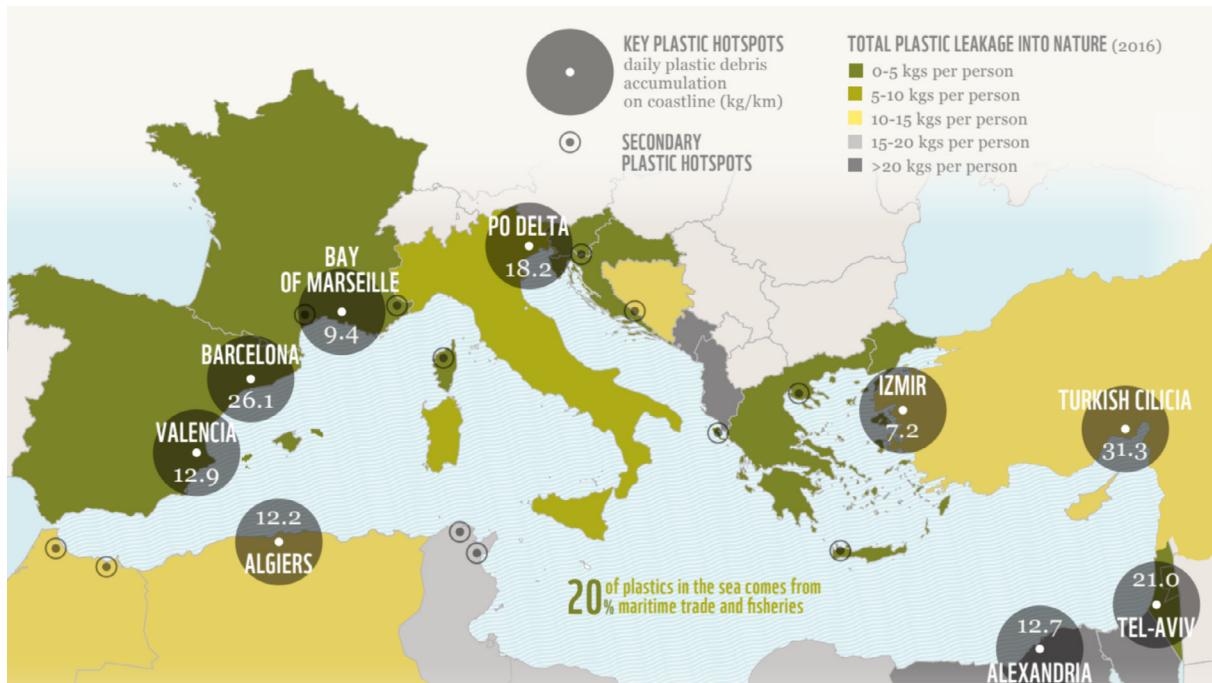 KEY PLASTIC HOTSPOTS
daily plastic debris
accumulation
on coastline (kg/km)
SECONDARY
PLASTIC HOTSPOTS
TOTAL PLASTIC LEAKAGE INTO NATURE (2016)
0-5 kgs per person
5-10 kgs per person
10-15 kgs per person
15-20 kgs per person
>20 kgs per person
PO DELTA
18.2
BAY
OF MARSEILLE
9.4
BARCELONA
26.1
VALENCIA
12.9
IZMIR
7.2
TURKISH CILICIA
31.3
12.2
ALGIERS
20% of plastics in the sea comes from
maritime trade and fisheries
21.0
TEL-AVIV
12.7
ALEXANDRIA